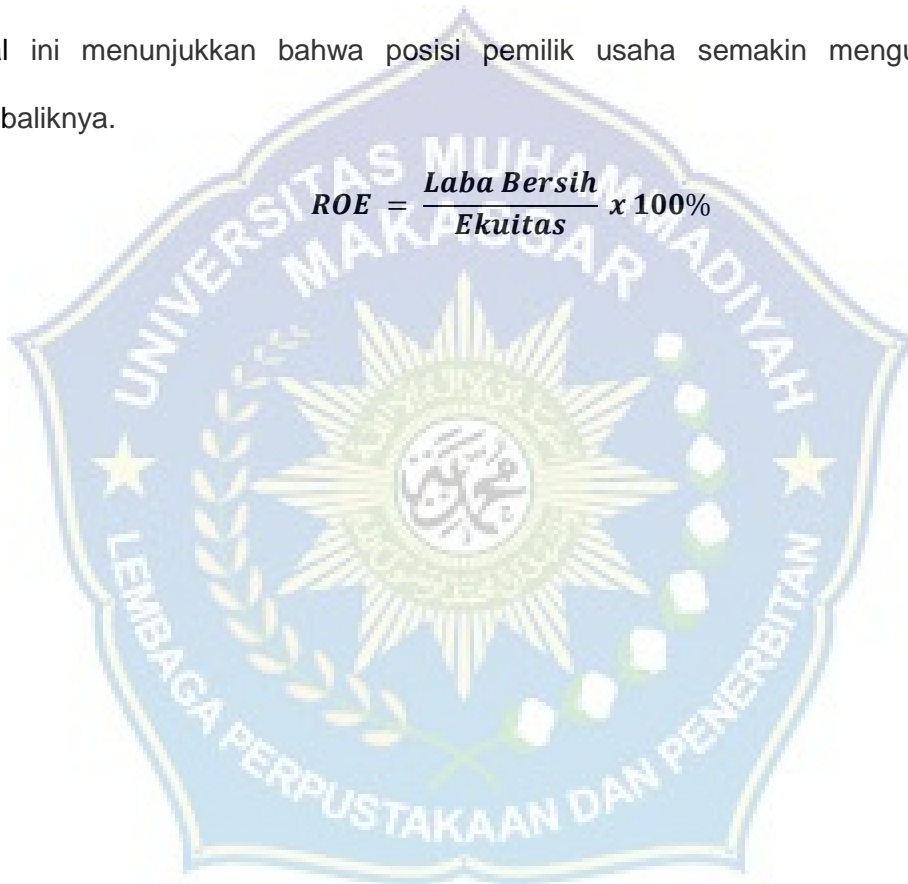 l ini menunjukkan bahwa posisi pemilik usaha semakin mengu
baliknya.
ROE = Laba Bersih / Ekuitas x 100%
UNIVERSITAS MUHAMMADIYAH
MAKASSAR
LEMBAGA PERPUSTAKAAN DAN PENERBITAN